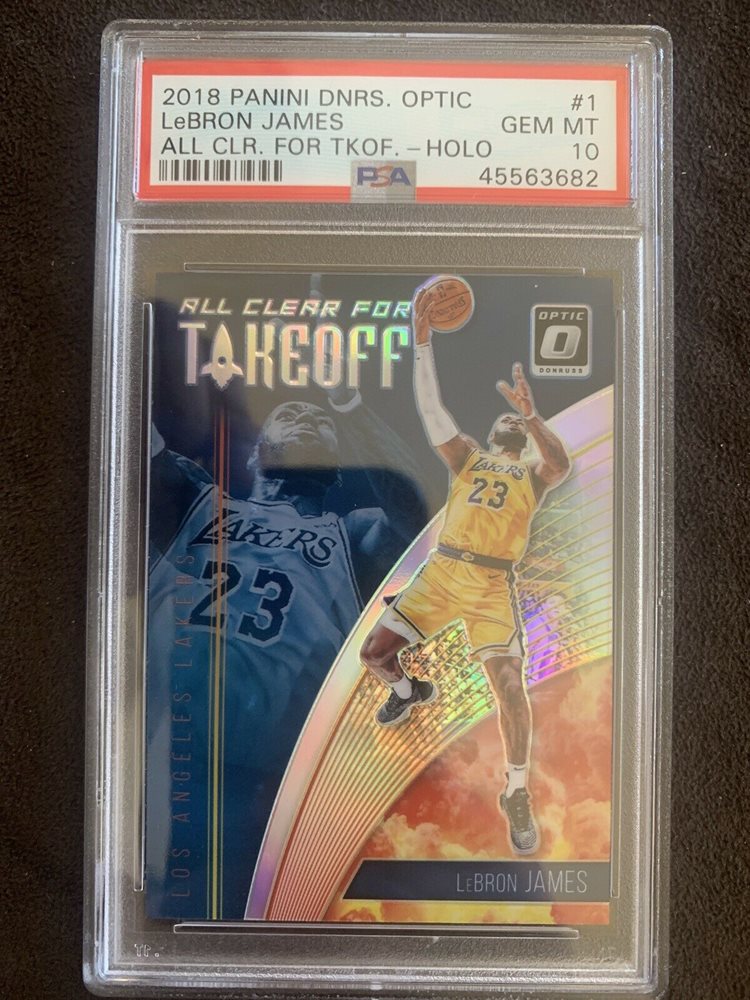 2018 PANINI DNRS. OPTIC #1
LeBRON JAMES GEM MT
ALL CLR. FOR TKOF. - HOLO 10
PSA 45563682
ALL CLEAR FOR
TAKEOFF
OPTIC
O
DONRUSS
LAKERS
23
LAKERS
23
LOS ANGELES LAKERS
LeBRON JAMES